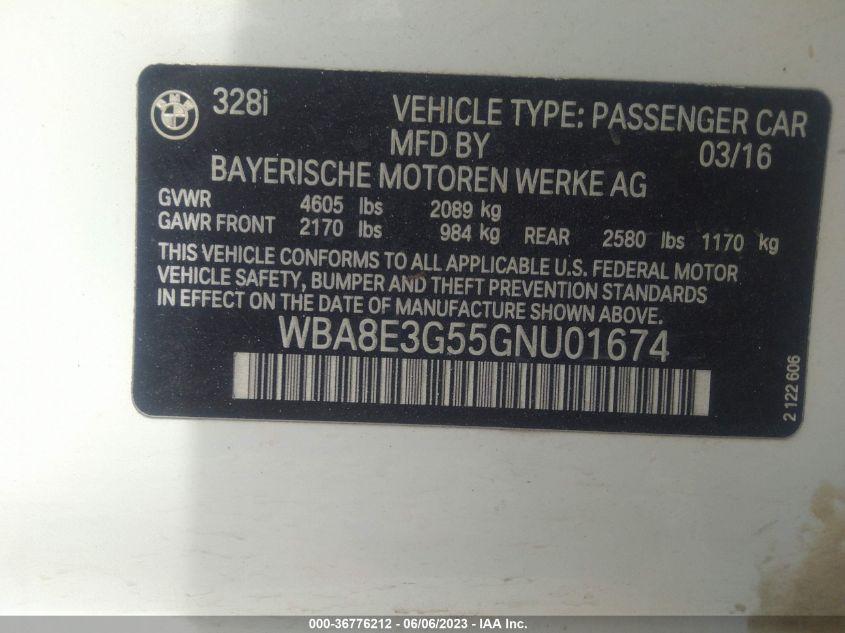 BMW
328i VEHICLE TYPE: PASSENGER CAR
MFD BY 03/16
BAYERISCHE MOTOREN WERKE AG
GVWR 4605 lbs 2089 kg
GAWR FRONT 2170 lbs 984 kg REAR 2580 lbs 1170 kg
THIS VEHICLE CONFORMS TO ALL APPLICABLE U.S. FEDERAL MOTOR
VEHICLE SAFETY, BUMPER AND THEFT PREVENTION STANDARDS
IN EFFECT ON THE DATE OF MANUFACTURE SHOWN ABOVE.
WBA8E3G55GNU01674
2 122 606
000-36776212 - 06/06/2023 - IAA Inc.